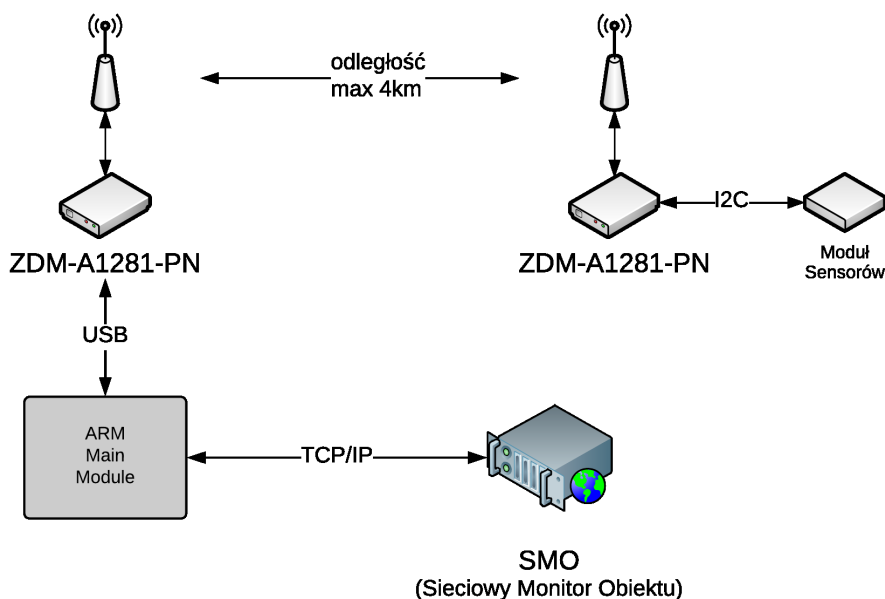 odległość
max 4km
ZDM-A1281-PN
ZDM-A1281-PN
I2C
Moduł
Sensorów
USB
ARM
Main
Module
TCP/IP
SMO
(Sieciowy Monitor Obiektu)